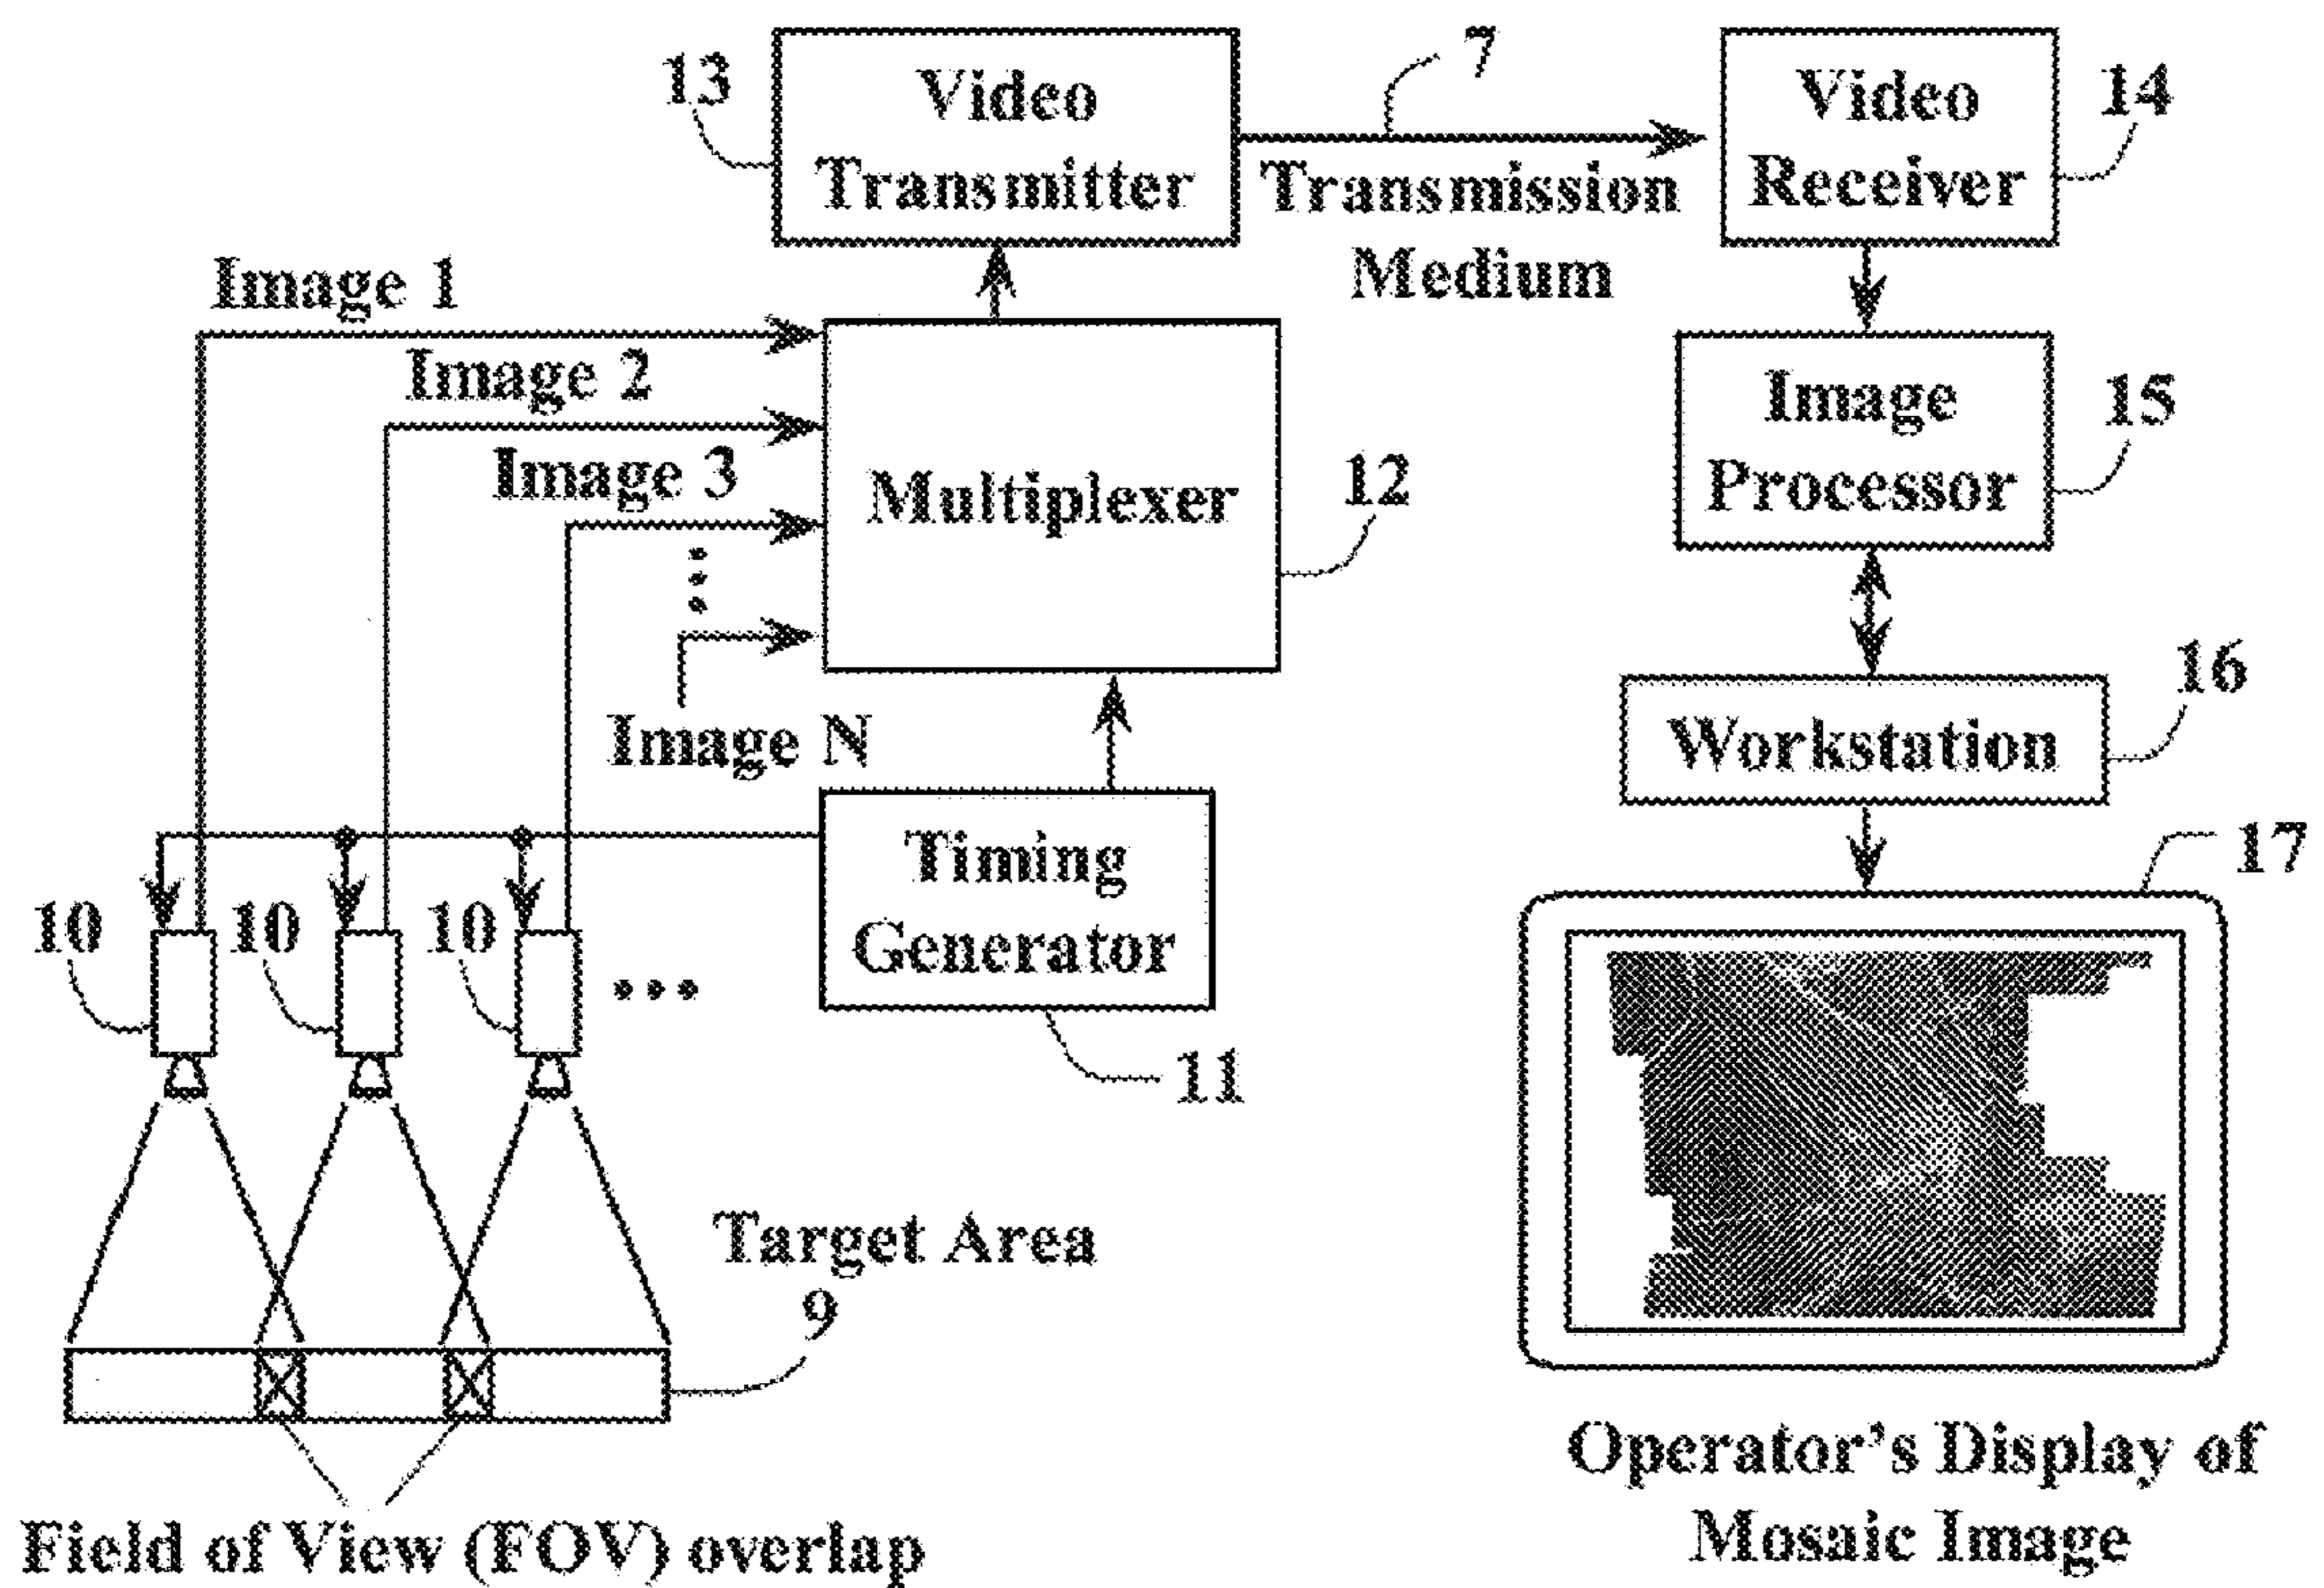 13
Video
Transmitter
7
Transmission
Medium
Video
Receiver
14
Image 1
Image 2
Image 3
Image N
Multiplexer
12
Image
Processor
15
Workstation
16
Timing
Generator
11
10
10
10
17
Target Area
9
Field of View (FOV) overlap
Operator's Display of
Mosaic Image